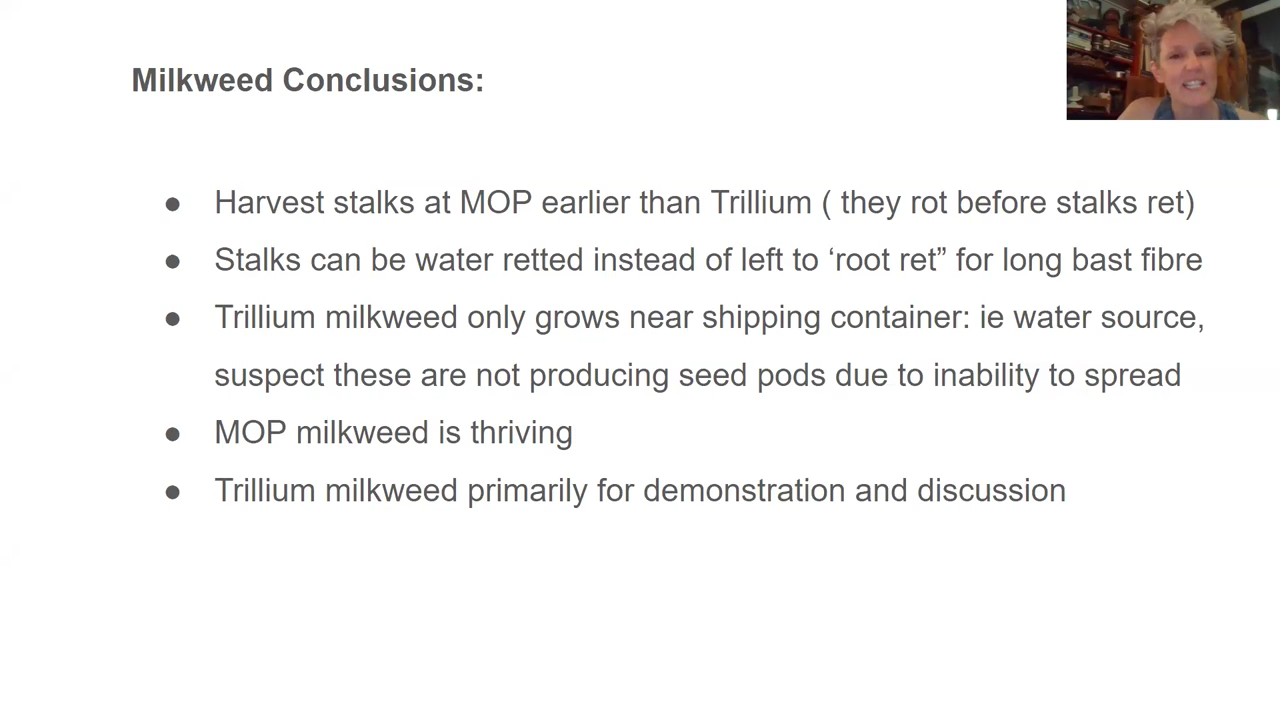 Milkweed Conclusions:
● Harvest stalks at MOP earlier than Trillium ( they rot before stalks ret)
● Stalks can be water retted instead of left to ‘root ret” for long bast fibre
● Trillium milkweed only grows near shipping container: ie water source,
suspect these are not producing seed pods due to inability to spread
● MOP milkweed is thriving
● Trillium milkweed primarily for demonstration and discussion